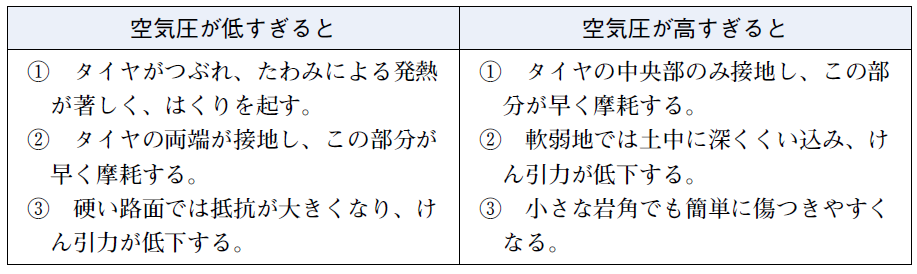 空気圧が低すぎると
① タイヤがつぶれ、たわみによる発熱
が著しく、はくりを起す。
② タイヤの両端が接地し、この部分が
早く摩耗する。
③ 硬い路面では抵抗が大きくなり、け
ん引力が低下する。
空気圧が高すぎると
① タイヤの中央部のみ接地し、この部
分が早く摩耗する。
② 軟弱地では土中に深くくい込み、け
ん引力が低下する。
③ 小さな岩角でも簡単に傷つきやすく
なる。